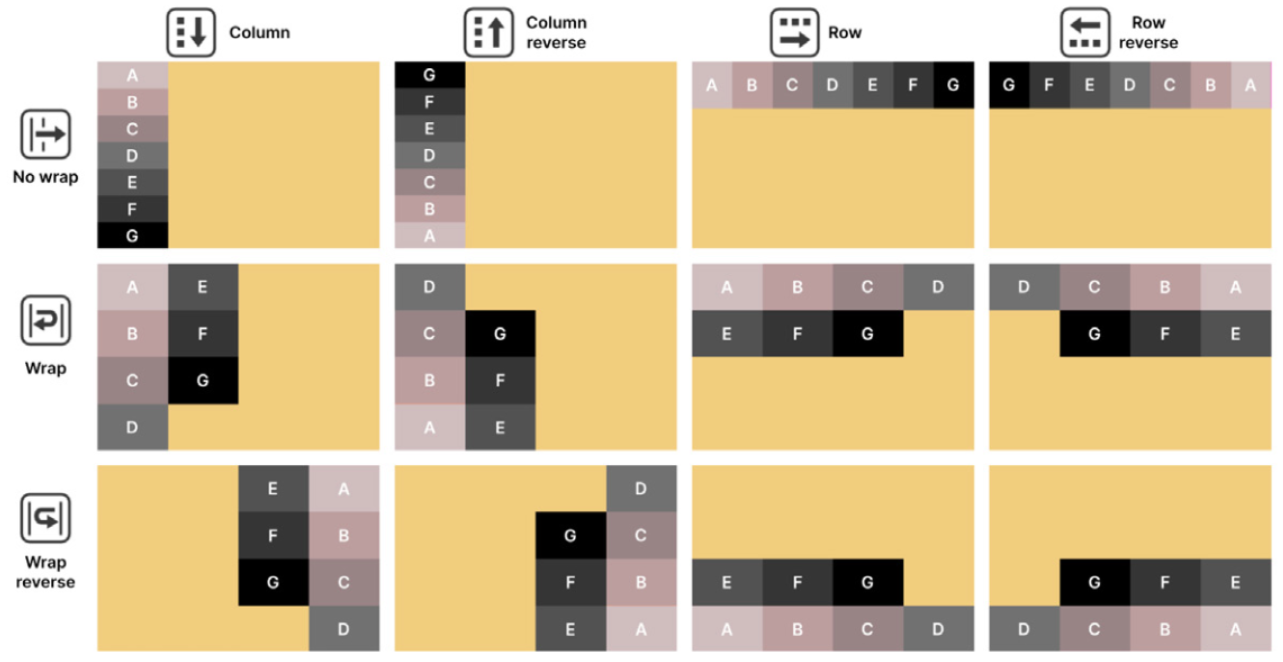 Column
Column
reverse
Row
Row
reverse
No wrap
A
B
C
D
E
F
G
G
F
E
D
C
B
A
A B C D E F G
G F E D C B A
Wrap
A E
B F
C G
D
D
C G
B F
A E
A B C D
E F G
D C B A
G F E
Wrap
reverse
E A
F B
G C
D
D
G C
F B
E A
E F G
A B C D
G F E
D C B A